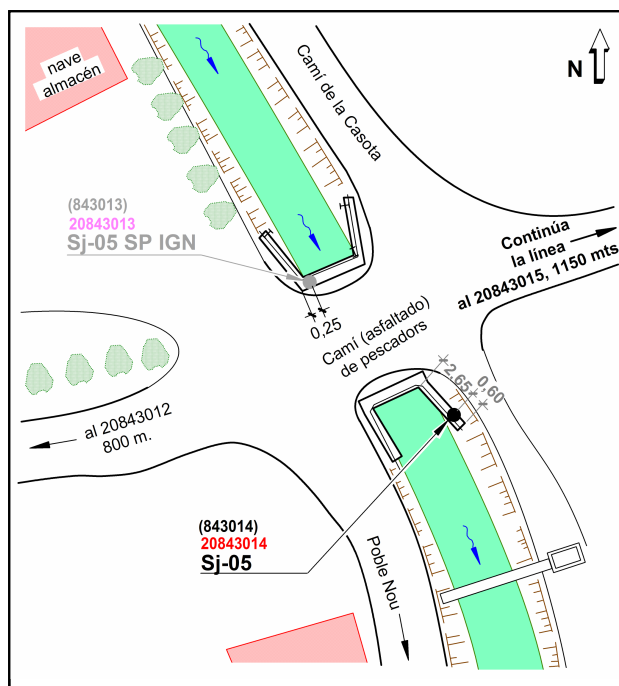 nave
almacén
Camí de la Casota
N
(843013)
20843013
Sj-05 SP IGN
Continúa
la línea
al 20843015, 1150 mts
0,25
Camí (asfaltado)
de pescadors
2,65
0,60
al 20843012
800 m.
(843014)
20843014
Sj-05
Poble Nou